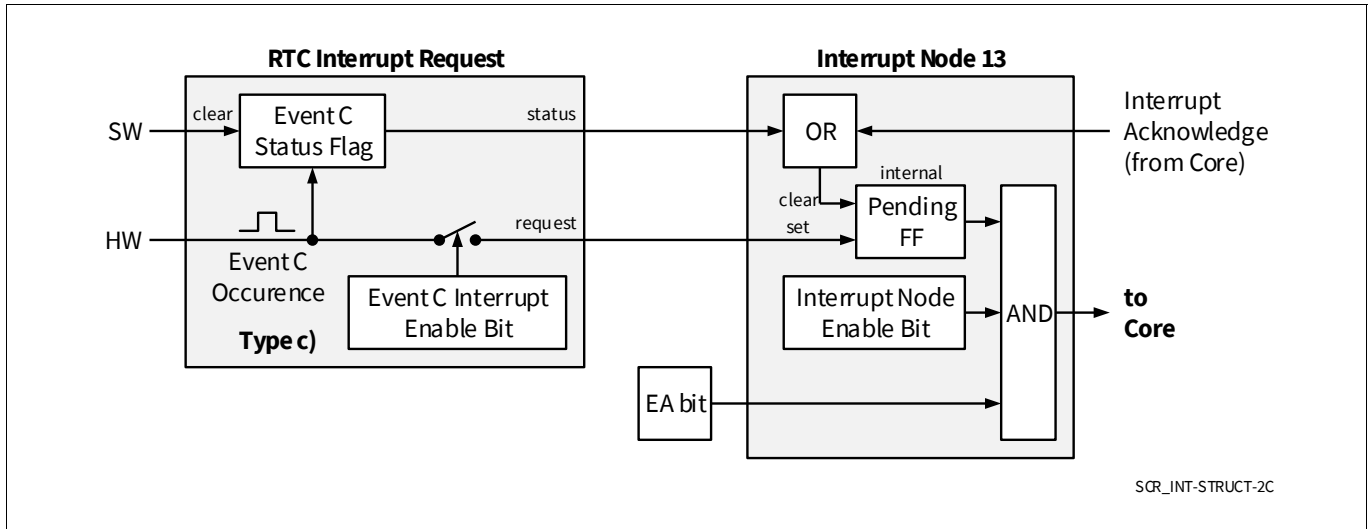 RTC Interrupt Request
Interrupt Node 13
SW
clear
Event C
Status Flag
status
OR
Interrupt
Acknowledge
(from Core)
internal
clear
Pending
FF
HW
request
set
Event C
Occurence
Event C Interrupt
Enable Bit
Interrupt Node
Enable Bit
AND
to
Core
Type c)
EA bit
SCR_INT-STRUCT-2C